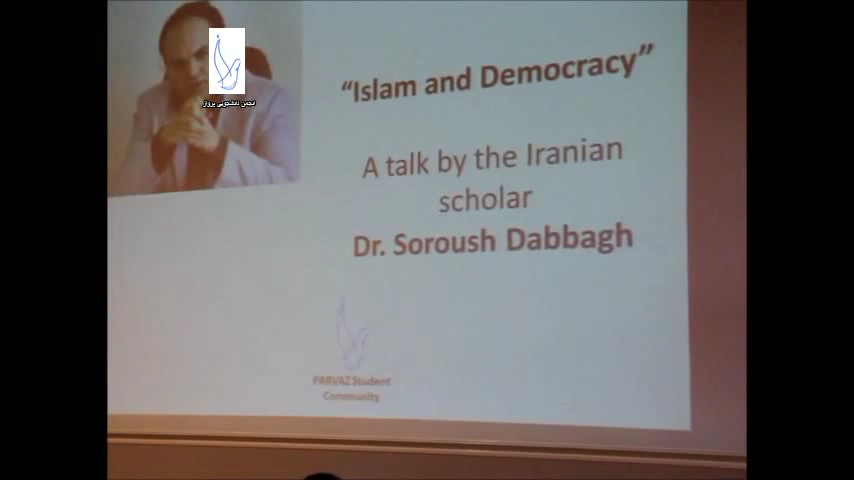 انجمن دانشجویی پرواز
“Islam and Democracy”
A talk by the Iranian
scholar
Dr. Soroush Dabbagh
PARVAZ Student
Community